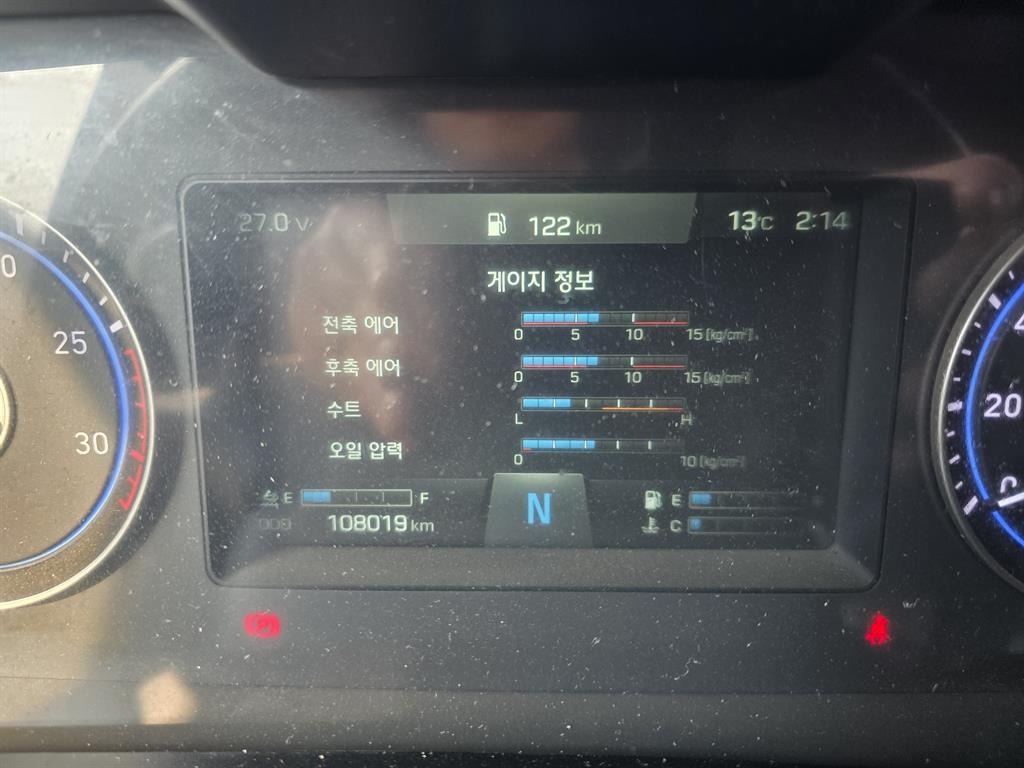 27.0 V 122 km 13°C 2:14
게이지 정보
전축 에어 0 5 10 15 [kg/cm²]
후축 에어 0 5 10 15 [kg/cm²]
수트 L H
오일 압력 0 10 [kg/cm²]
E F N E
108019 km C
25
30
20
P